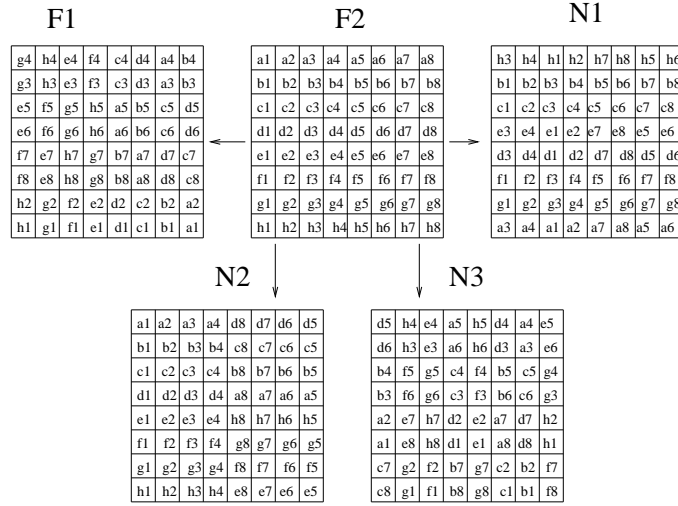 F1 F2 N1
g4 h4 e4 f4 c4 d4 a4 b4
g3 h3 e3 f3 c3 d3 a3 b3
e5 f5 g5 h5 a5 b5 c5 d5
e6 f6 g6 h6 a6 b6 c6 d6
f7 e7 h7 g7 b7 a7 d7 c7
f8 e8 h8 g8 b8 a8 d8 c8
h2 g2 f2 e2 d2 c2 b2 a2
h1 g1 f1 e1 d1 c1 b1 a1
a1 a2 a3 a4 a5 a6 a7 a8
b1 b2 b3 b4 b5 b6 b7 b8
c1 c2 c3 c4 c5 c6 c7 c8
d1 d2 d3 d4 d5 d6 d7 d8
e1 e2 e3 e4 e5 e6 e7 e8
f1 f2 f3 f4 f5 f6 f7 f8
g1 g2 g3 g4 g5 g6 g7 g8
h1 h2 h3 h4 h5 h6 h7 h8
h3 h4 h1 h2 h7 h8 h5 h6
b1 b2 b3 b4 b5 b6 b7 b8
c1 c2 c3 c4 c5 c6 c7 c8
e3 e4 e1 e2 e7 e8 e5 e6
d3 d4 d1 d2 d7 d8 d5 d6
f1 f2 f3 f4 f5 f6 f7 f8
g1 g2 g3 g4 g5 g6 g7 g8
a3 a4 a1 a2 a7 a8 a5 a6
N2 N3
a1 a2 a3 a4 d8 d7 d6 d5
b1 b2 b3 b4 c8 c7 c6 c5
c1 c2 c3 c4 b8 b7 b6 b5
d1 d2 d3 d4 a8 a7 a6 a5
e1 e2 e3 e4 h8 h7 h6 h5
f1 f2 f3 f4 g8 g7 g6 g5
g1 g2 g3 g4 f8 f7 f6 f5
h1 h2 h3 h4 e8 e7 e6 e5
d5 h4 e4 a5 h5 d4 a4 e5
d6 h3 e3 a6 h6 d3 a3 e6
b4 f5 g5 c4 f4 b5 c5 g4
b3 f6 g6 c3 f3 b6 c6 g3
a2 e7 h7 d2 e2 a7 d7 h2
a1 e8 h8 d1 e1 a8 d8 h1
c7 g2 f2 b7 g7 c2 b2 f7
c8 g1 f1 b8 g8 c1 b1 f8